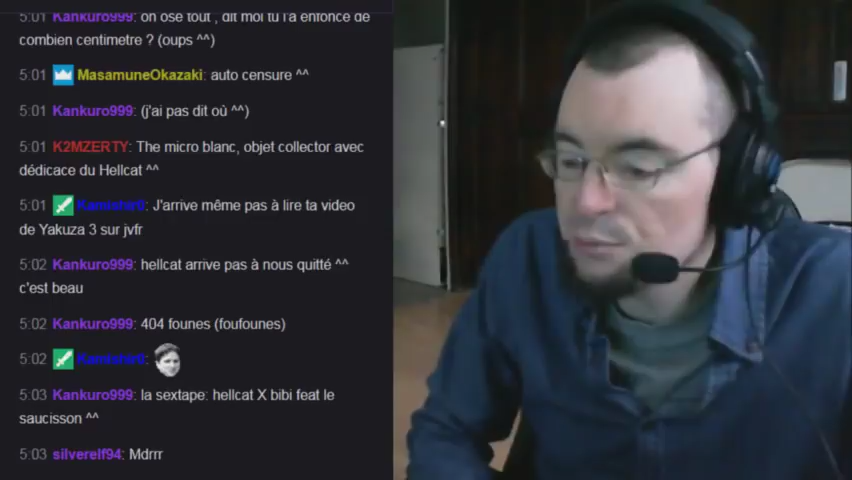 5:01 Kankuro999: on ose tout , dit moi tu l'a enfoncé de
combien centimetre ? (oups ^^)
5:01 MasamuneOkazaki: auto censure ^^
5:01 Kankuro999: (j'ai pas dit où ^^)
5:01 K2MZERTY: The micro blanc, objet collector avec
dédicace du Hellcat ^^
5:01 : J'arrive même pas à lire ta video
de Yakuza 3 sur jvfr
5:02 Kankuro999: hellcat arrive pas à nous quitté ^^
c'est beau
5:02 Kankuro999: 404 founes (foufounes)
5:02
5:03 Kankuro999: la sextape: hellcat X bibi feat le
saucisson ^^
5:03 silverelf94: Mdrrr